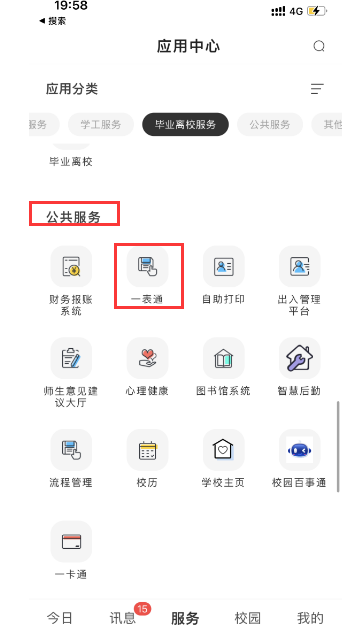 19:58
4G
搜索
应用中心
应用分类
服务 学工服务 毕业离校服务 公共服务 其他
毕业离校
公共服务
财务报账 一表通 自助打印 出入管理
系统 平台
师生意见建 心理健康 图书馆系统 智慧后勤
议大厅
流程管理 校历 学校主页 校园百事通
一卡通
15
今日 讯息 服务 校园 我的